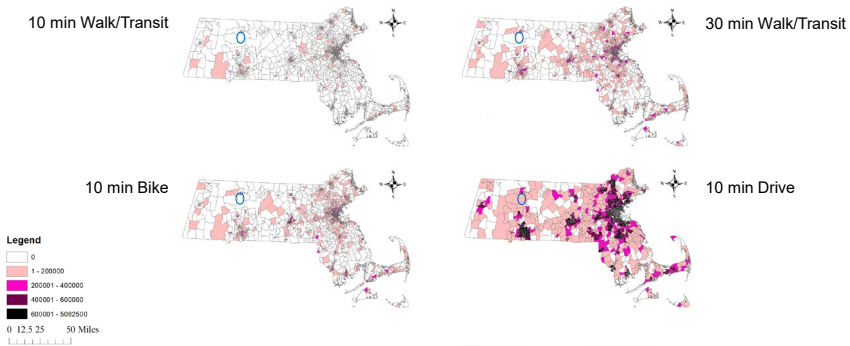 10 min Walk/Transit
30 min Walk/Transit
10 min Bike
10 min Drive
Legend
0
1 - 200000
200001 - 400000
400001 - 600000
600001 - 5082500
0 12.5 25 50 Miles